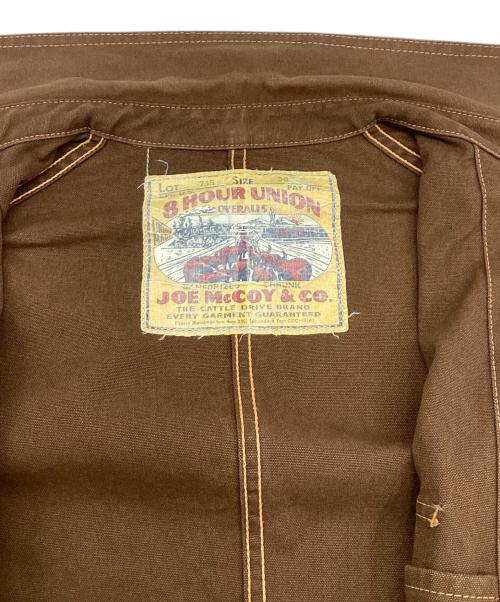 LOT 715 SIZE 38
PAY-OFF
8 HOUR UNION
OVERALLS
SANFORIZED SHRUNK
JOE McCOY & CO.
THE CATTLE DRIVE BRAND
EVERY GARMENT GUARANTEED